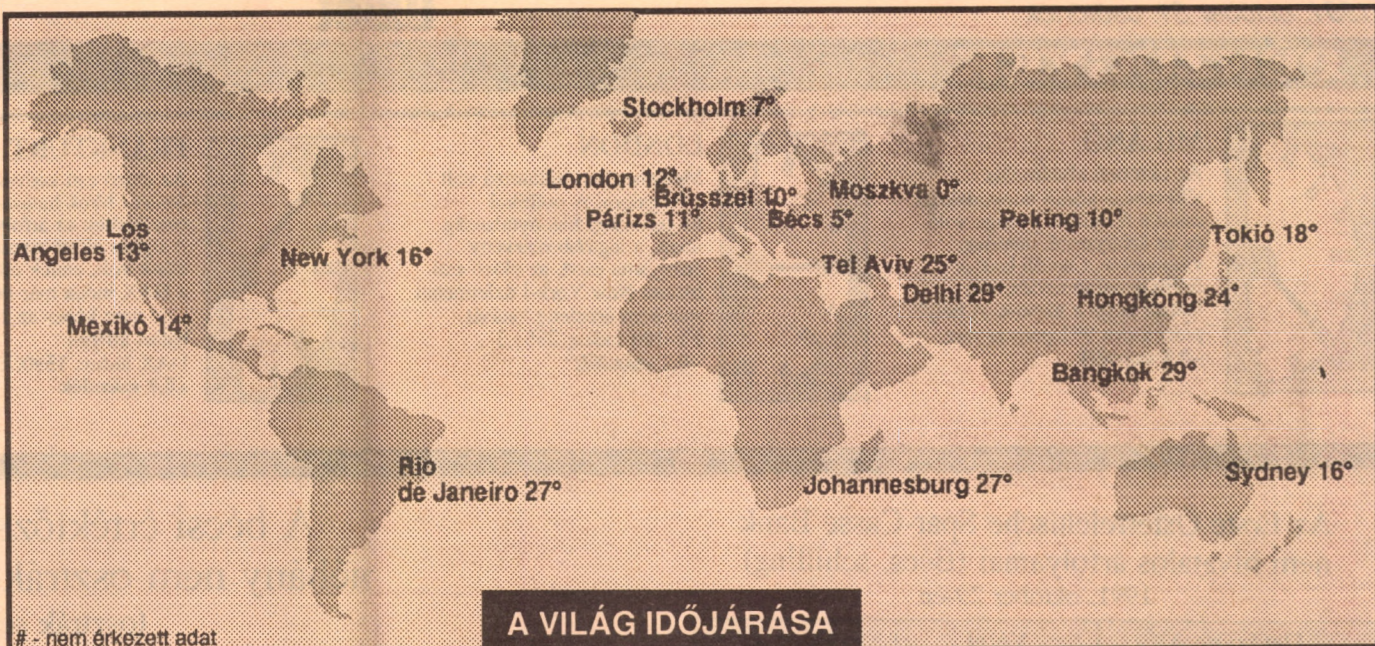 Stockholm 7°
London 12°
Brüsszel 10°
Moszkva 0°
Párizs 11°
Bécs 5°
Peking 10°
Tokió 18°
Los
Angeles 13°
New York 16°
Tel Aviv 25°
Delhi 29°
Hongkong 24°
Mexikó 14°
Bangkok 29°
Rio
de Janeiro 27°
Johannesburg 27°
Sydney 16°
A VILÁG IDŐJÁRÁSA
# - nem érkezett adat